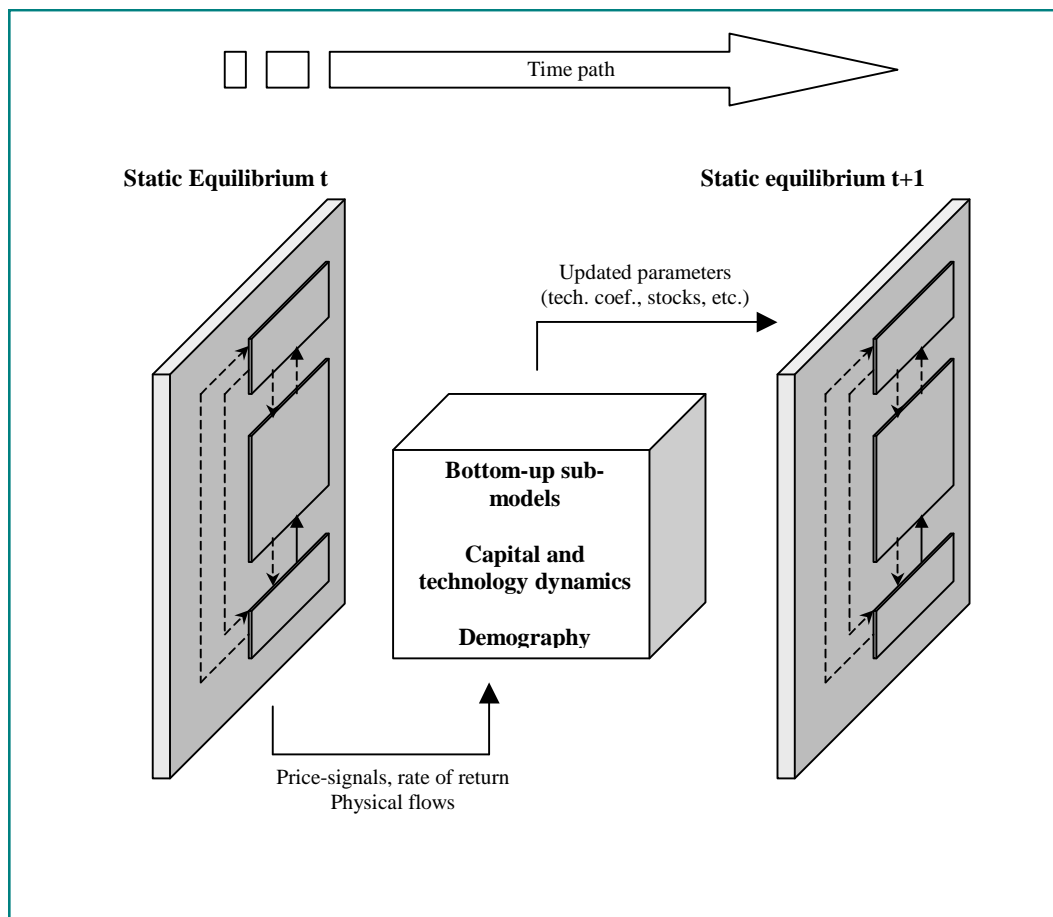 Time path
Static Equilibrium t
Static equilibrium t+1
Updated parameters
(tech. coef., stocks, etc.)
Bottom-up sub-
models
Capital and
technology dynamics
Demography
Price-signals, rate of return
Physical flows